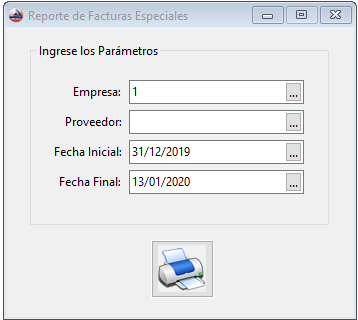 Reporte de Facturas Especiales
Ingrese los Parámetros
Empresa: 1 ...
Proveedor: ...
Fecha Inicial: 31/12/2019 ...
Fecha Final: 13/01/2020 ...